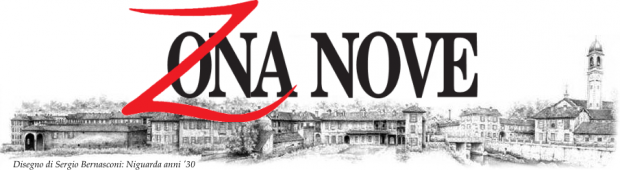 ZONA NOVE
Disegno di Sergio Bernasconi: Niguarda anni '30